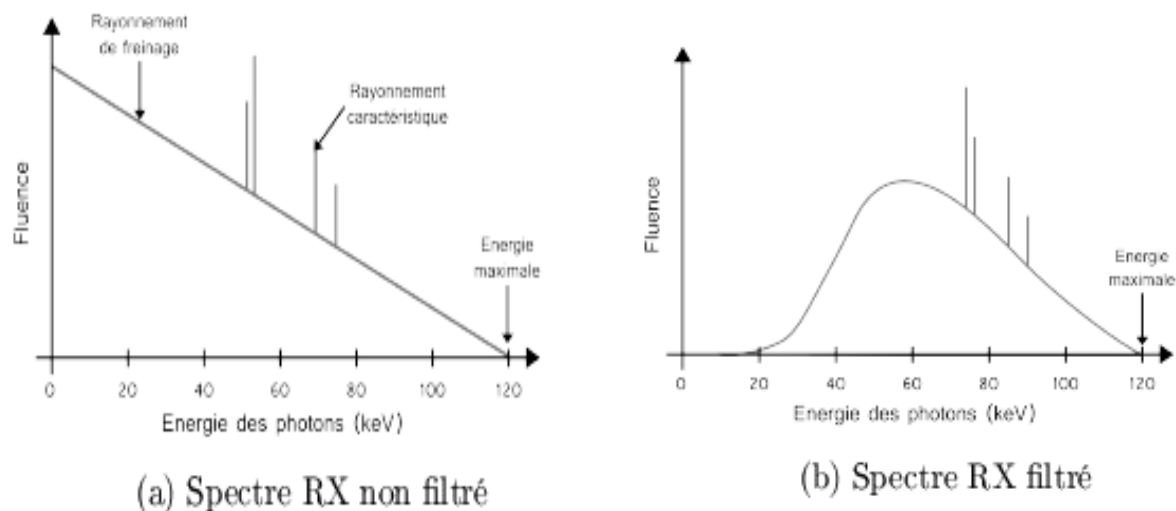 Rayonnement
de freinage
Rayonnement
caractéristique
Energie
maximale
Fluence
0 20 40 60 80 100 120
Energie des photons (keV)
(a) Spectre RX non filtré
Energie
maximale
Fluence
0 20 40 60 80 100 120
Energie des photons (keV)
(b) Spectre RX filtré